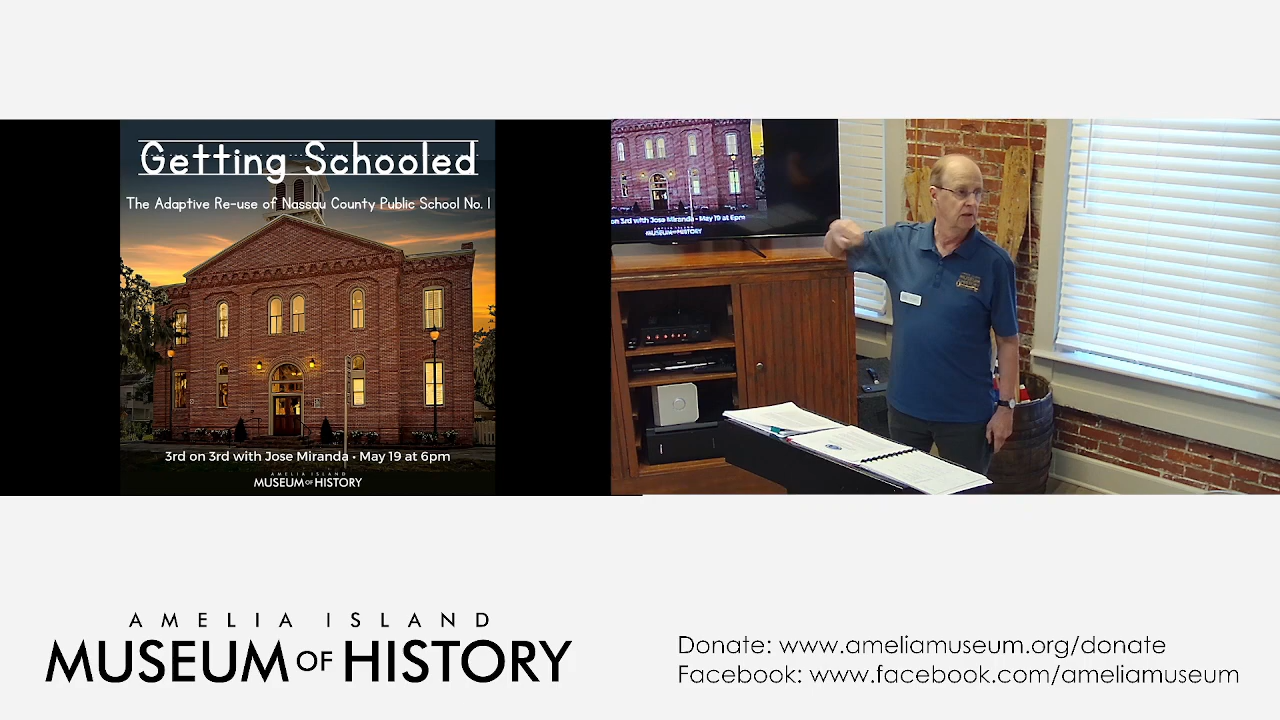 Getting Schooled
The Adaptive Re-use of Nassau County Public School No. 1
3rd on 3rd with Jose Miranda • May 19 at 6pm
AMELIA ISLAND
MUSEUM OF HISTORY
on 3rd with Jose Miranda • May 19 at 6pm
AMELIA ISLAND
MUSEUM OF HISTORY
AMELIA ISLAND
MUSEUM OF HISTORY
Donate: www.ameliamuseum.org/donate
Facebook: www.facebook.com/ameliamuseum